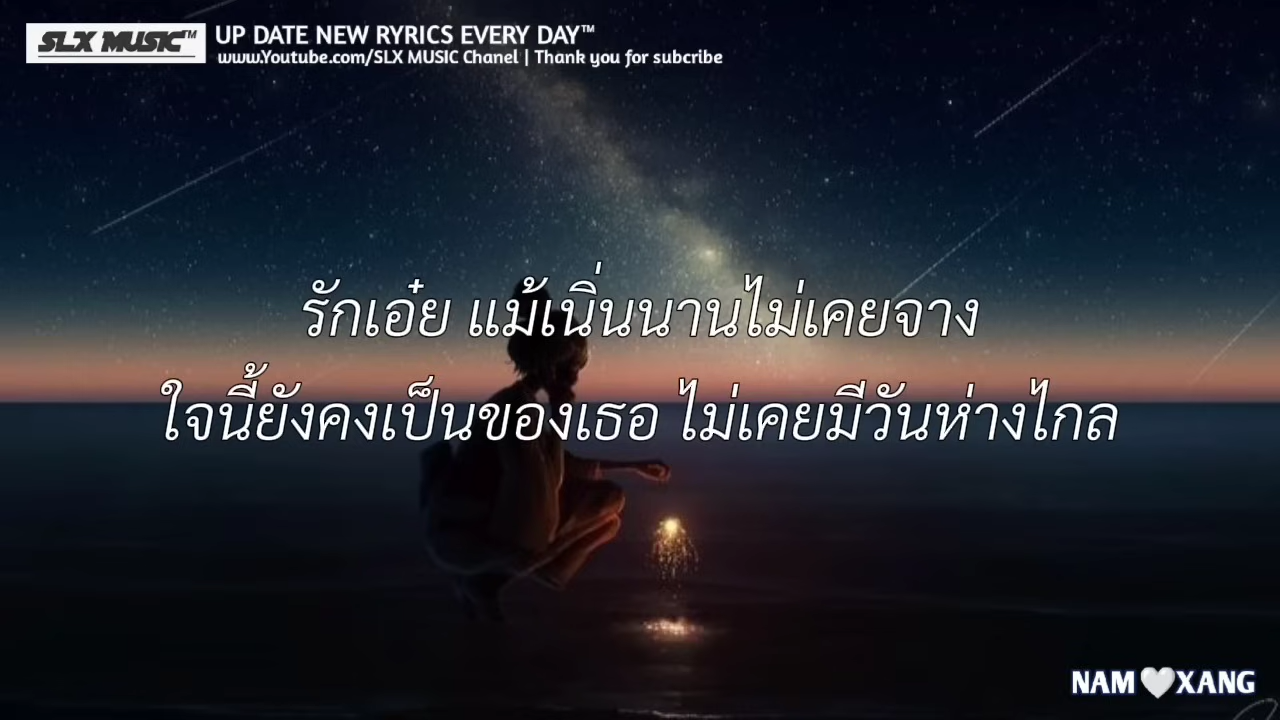 SLX MUSIC™
UP DATE NEW RYRICS EVERY DAY™
www.Youtube.com/SLX MUSIC Chanel | Thank you for subcribe
รักเอ๋ย แม้เนิ่นนานไม่เคยจาง
ใจนี้ยังคงเป็นของเธอ ไม่เคยมีวันห่างไกล
NAM🤍XANG